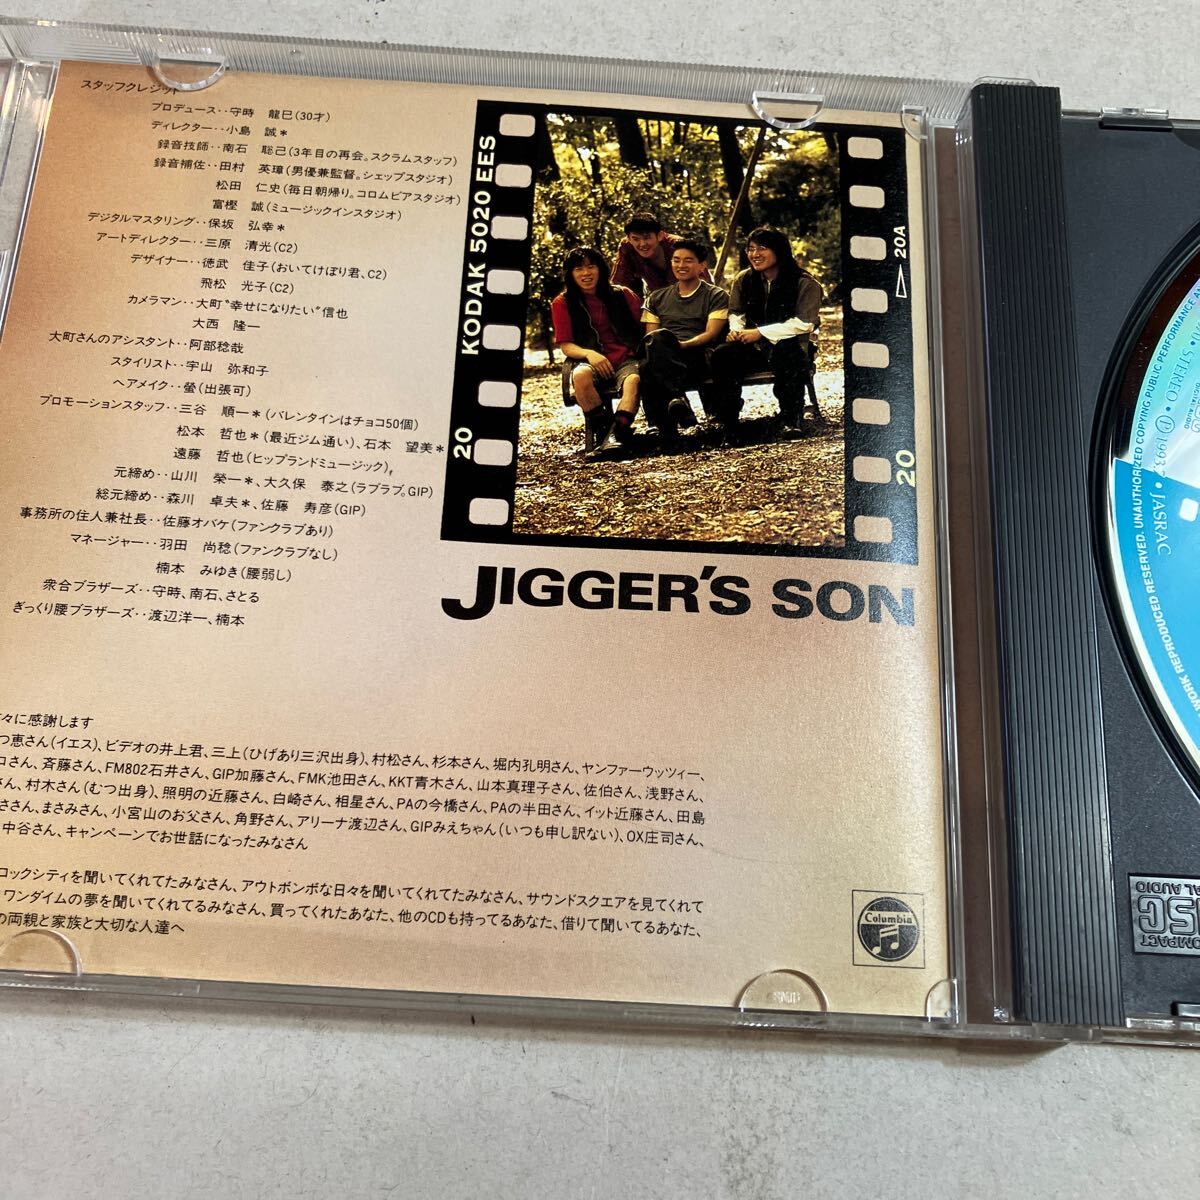 スタッフクレジット
プロデュース‥守時 龍巳(30才)
ディレクター‥小島 誠*
録音技師‥南石 聡己(3年目の再会。スクラムスタッフ)
録音補佐‥田村 英璋(男優兼監督。シェップスタジオ)
松田 仁史(毎日朝帰り。コロムビアスタジオ)
富樫 誠(ミュージックインスタジオ)
デジタルマスタリング‥保坂 弘幸*
アートディレクター‥三原 清光(C2)
デザイナー‥徳武 佳子(おいてけぼり君、C2)
飛松 光子(C2)
カメラマン‥大町“幸せになりたい”信也
大西 隆一
大町さんのアシスタント‥阿部稔哉
スタイリスト‥宇山 弥和子
ヘアメイク‥螢(出張可)
プロモーションスタッフ‥三谷 順一*(バレンタインはチョコ50個)
松本 哲也*(最近ジム通い)、石本 望美*
遠藤 哲也(ヒップランドミュージック)
元締め‥山川 榮一*、大久保 泰之(ラブラブ。GIP)
総元締め‥森川 卓夫*、佐藤 寿彦(GIP)
事務所の住人兼社長‥佐藤オバケ(ファンクラブあり)
マネージャー‥羽田 尚稔(ファンクラブなし)
楠本 みゆき(腰弱し)
衆合ブラザーズ‥守時、南石、さとる
ぎっくり腰ブラザーズ‥渡辺洋一、楠本
KODAK 5020 EES
20
20A
20
JIGGER'S SON
々に感謝します
つ恵さん(イエス)、ビデオの井上君、三上(ひげあり三沢出身)、村松さん、杉本さん、堀内孔明さん、ヤンファーウッツィー、
口さん、斉藤さん、FM802石井さん、GIP加藤さん、FMK池田さん、KKT青木さん、山本真理子さん、佐伯さん、浅野さん、
さん、村木さん(むつ出身)、照明の近藤さん、白崎さん、相星さん、PAの今橋さん、PAの半田さん、イット近藤さん、田島
ささん、まさみさん、小宮山のお父さん、角野さん、アリーナ渡辺さん、GIPみえちゃん(いつも申し訳ない)、OX庄司さん、
中谷さん、キャンペーンでお世話になったみなさん
ロックシティを聞いてくれてたみなさん、アウトボンボな日々を聞いてくれてたみなさん、サウンドスクエアを見てくれて
ワンダイムの夢を聞いてくれてるみなさん、買ってくれたあなた、他のCDも持ってるあなた、借りて聞いてるあなた、
の両親と家族と大切な人達へ
Columbia
STEREO
JASRAC
WORK REPRODUCED RESERVED. UNAUTHORIZED COPYING PUBLIC PERFORMANCE
COMPACT
DISC